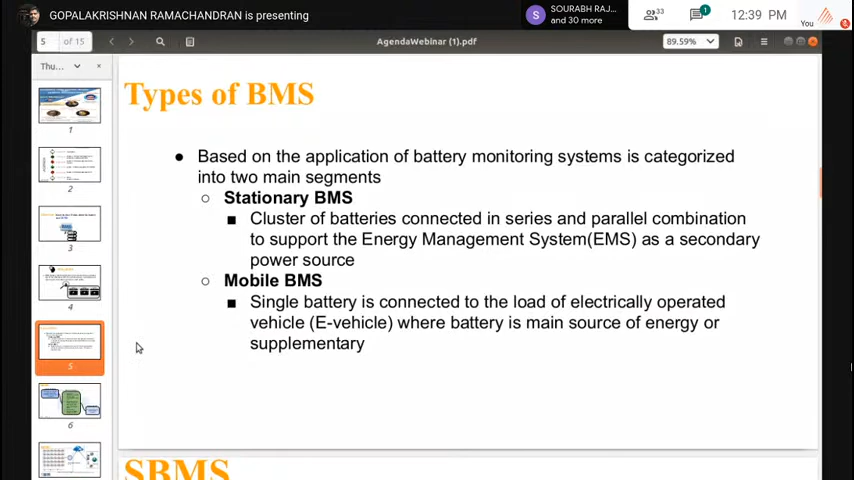 GOPALAKRISHNAN RAMACHANDRAN is presenting
S SOURABH RAJ...
and 30 more
33
1
12:39 PM
You
5 of 15
AgendaWebinar (1).pdf
89.59%
Thu...
Types of BMS
● Based on the application of battery monitoring systems is categorized
into two main segments
○ Stationary BMS
■ Cluster of batteries connected in series and parallel combination
to support the Energy Management System(EMS) as a secondary
power source
○ Mobile BMS
■ Single battery is connected to the load of electrically operated
vehicle (E-vehicle) where battery is main source of energy or
supplementary
SBMS
1
2
3
4
5
6